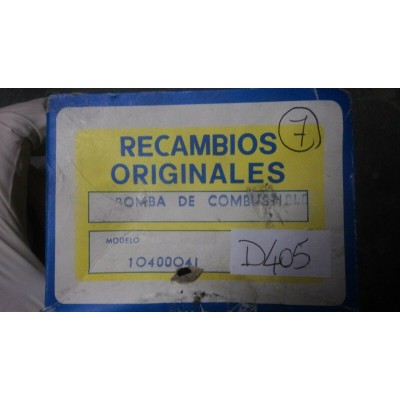 7
RECAMBIOS
ORIGINALES
BOMBA DE COMBUSTIBLE
MODELO
10400041
D405